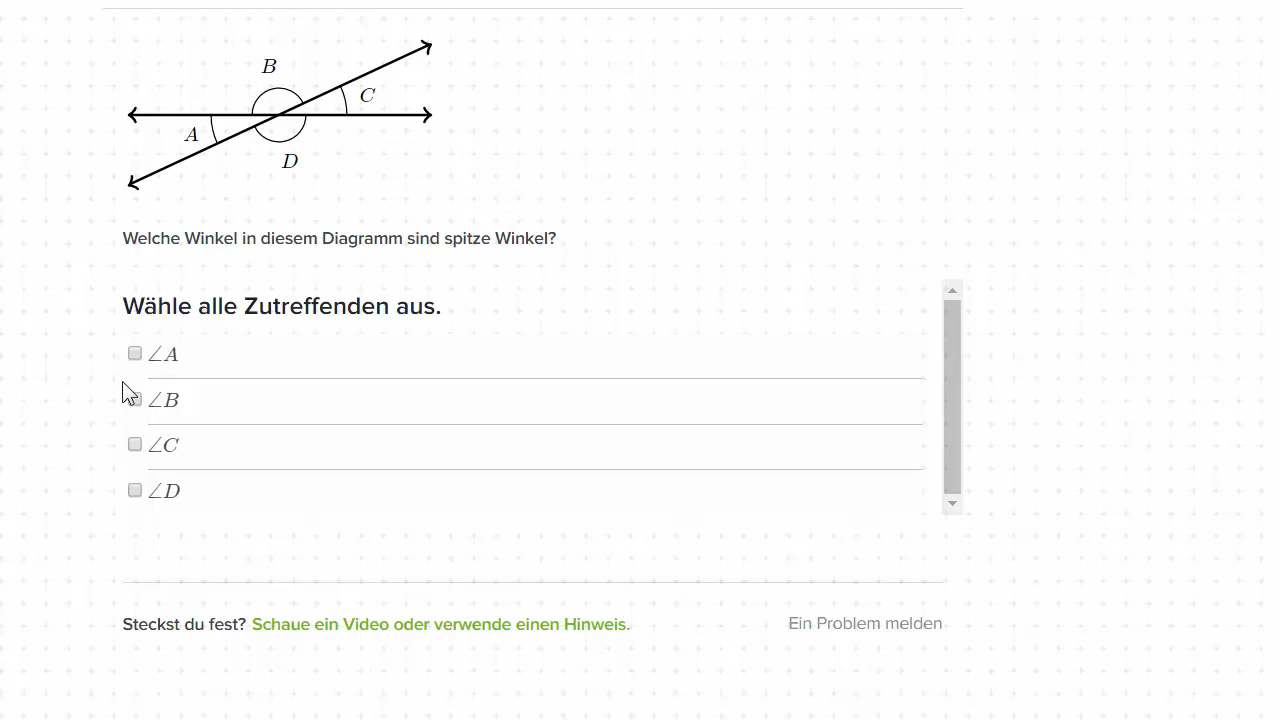 B
C
A
D
Welche Winkel in diesem Diagramm sind spitze Winkel?
Wähle alle Zutreffenden aus.
∠A
∠B
∠C
∠D
Steckst du fest? Schaue ein Video oder verwende einen Hinweis. Ein Problem melden